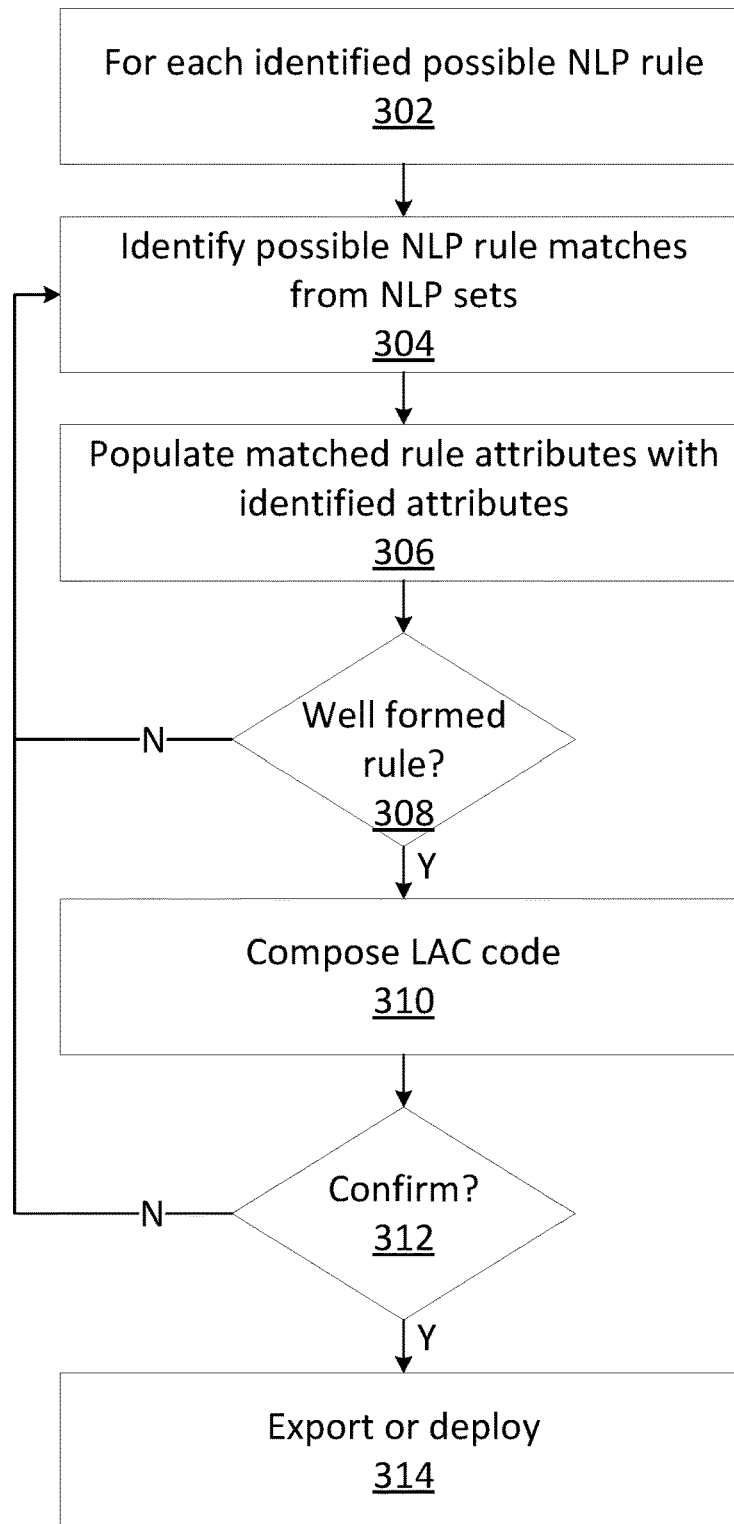 For each identified possible NLP rule
302
Identify possible NLP rule matches
from NLP sets
304
Populate matched rule attributes with
identified attributes
306
Well formed
rule?
308
N
Y
Compose LAC code
310
Confirm?
312
N
Y
Export or deploy
314